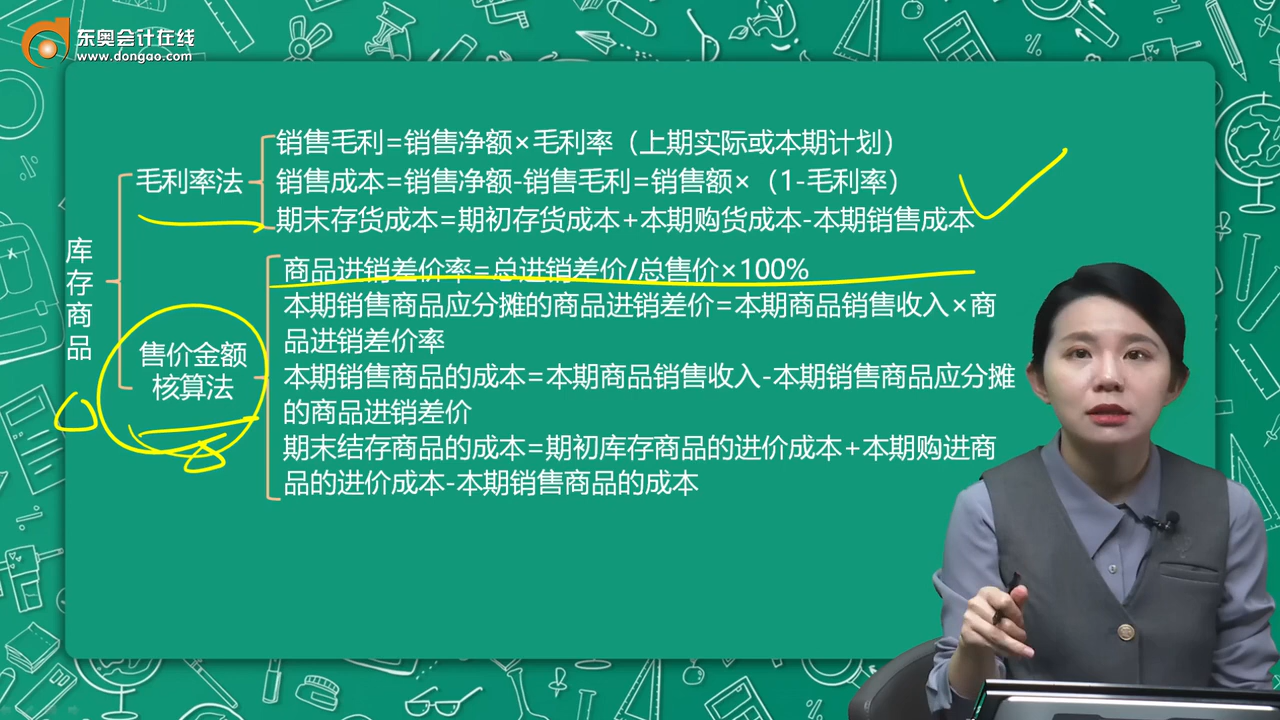 东奥会计在线
www.dongao.com
销售毛利=销售净额×毛利率（上期实际或本期计划）
毛利率法
销售成本=销售净额-销售毛利=销售额×（1-毛利率）
期末存货成本=期初存货成本+本期购货成本-本期销售成本
库存商品
商品进销差价率=总进销差价/总售价×100%
本期销售商品应分摊的商品进销差价=本期商品销售收入×商
品进销差价率
售价金额
核算法
本期销售商品的成本=本期商品销售收入-本期销售商品应分摊
的商品进销差价
期末结存商品的成本=期初库存商品的进价成本+本期购进商
品的进价成本-本期销售商品的成本